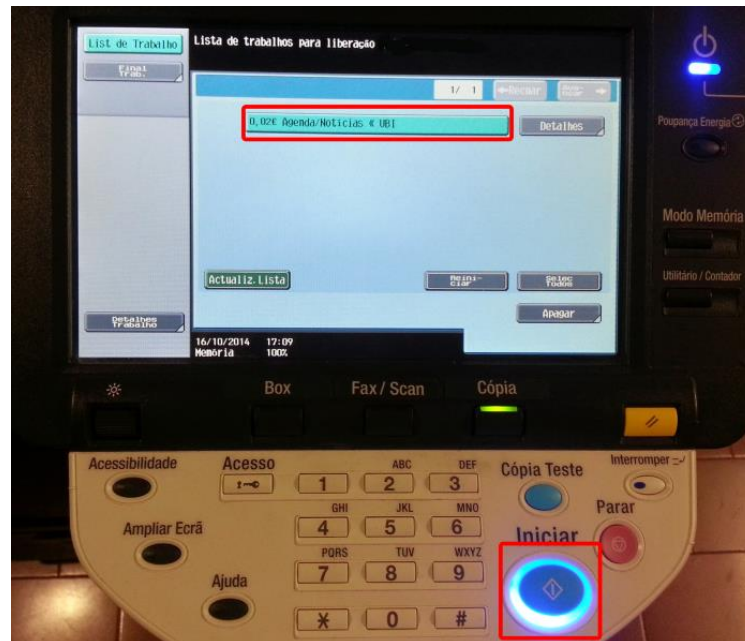 List de Trabalho
Lista de trabalhos para liberação
Final
Trab.
1/ 1
←Recuar
0,02€ Agenda/Notícias « UBI
Detalhes
Poupança Energia
Modo Memória
Actualiz.Lista
Reini-
ciar
Selec
Todos
Utilitário / Contador
Detalhes
Trabalho
Apagar
16/10/2014 17:09
Memória 100%
Box
Fax / Scan
Cópia
Acessibilidade
Acesso
ABC
DEF
Cópia Teste
Interromper
1
2
3
GHI
JKL
MNO
Parar
Ampliar Ecrã
4
5
6
Iniciar
PQRS
TUV
WXYZ
Ajuda
7
8
9
*
0
#